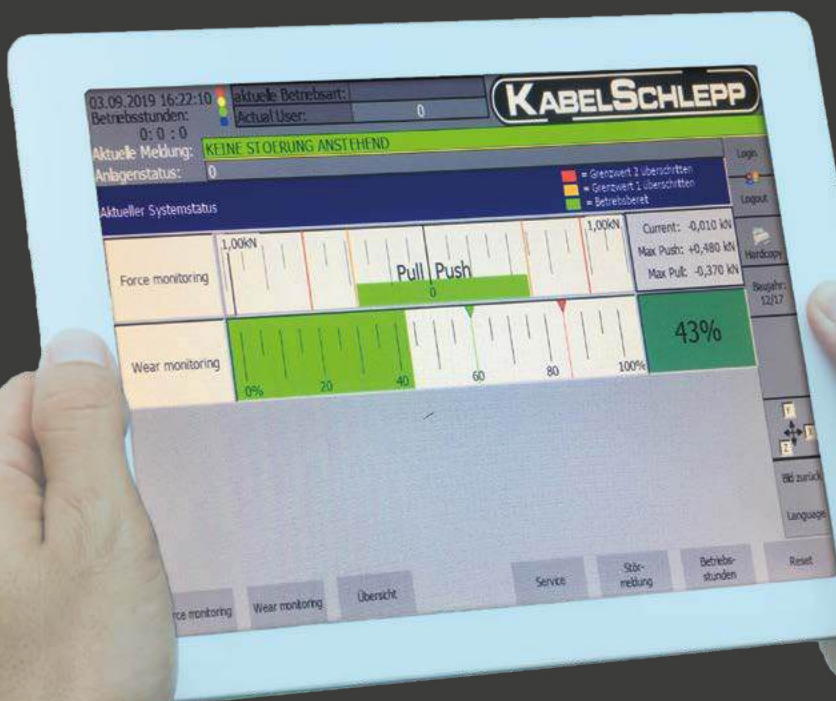 03.09.2019 16:22:10
Betriebsstunden:
0: 0 : 0
aktuelle Betriebsart:
Actual User: 0
KABELSCHLEPP
Aktuelle Meldung: KEINE STOERUNG ANSTEHEND
Anlagenstatus: 0
Login
Logout
Aktueller Systemstatus
= Grenzwert 2 überschritten
= Grenzwert 1 überschritten
= Betriebsbereit
Force monitoring
1,00kN
Pull Push
0
1,00kN
Current: -0,010 kN
Max Push: +0,480 kN
Max Pull: -0,370 kN
Hardcopy
Baujahr:
12/17
Wear monitoring
0% 20 40 60 80 100%
43%
Y
X
Z
Bild zurück
Language
rce monitoring
Wear monitoring
Übersicht
Service
Stör-
meldung
Betriebs-
stunden
Reset